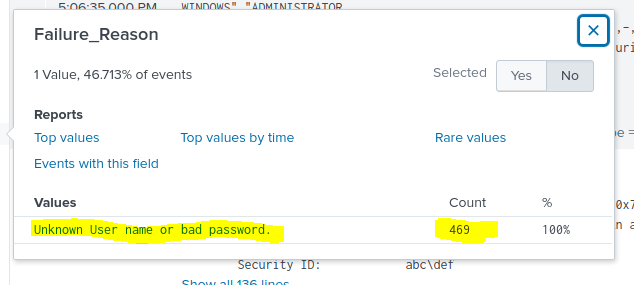 5:06:35.000 PM WINDOWS" "ADMINISTRATOR
Failure_Reason
1 Value, 46.713% of events
Selected Yes No
Reports
Top values Top values by time Rare values
Events with this field
Values Count %
Unknown User name or bad password. 469 100%
Security ID: abc\def
Show all 136 lines